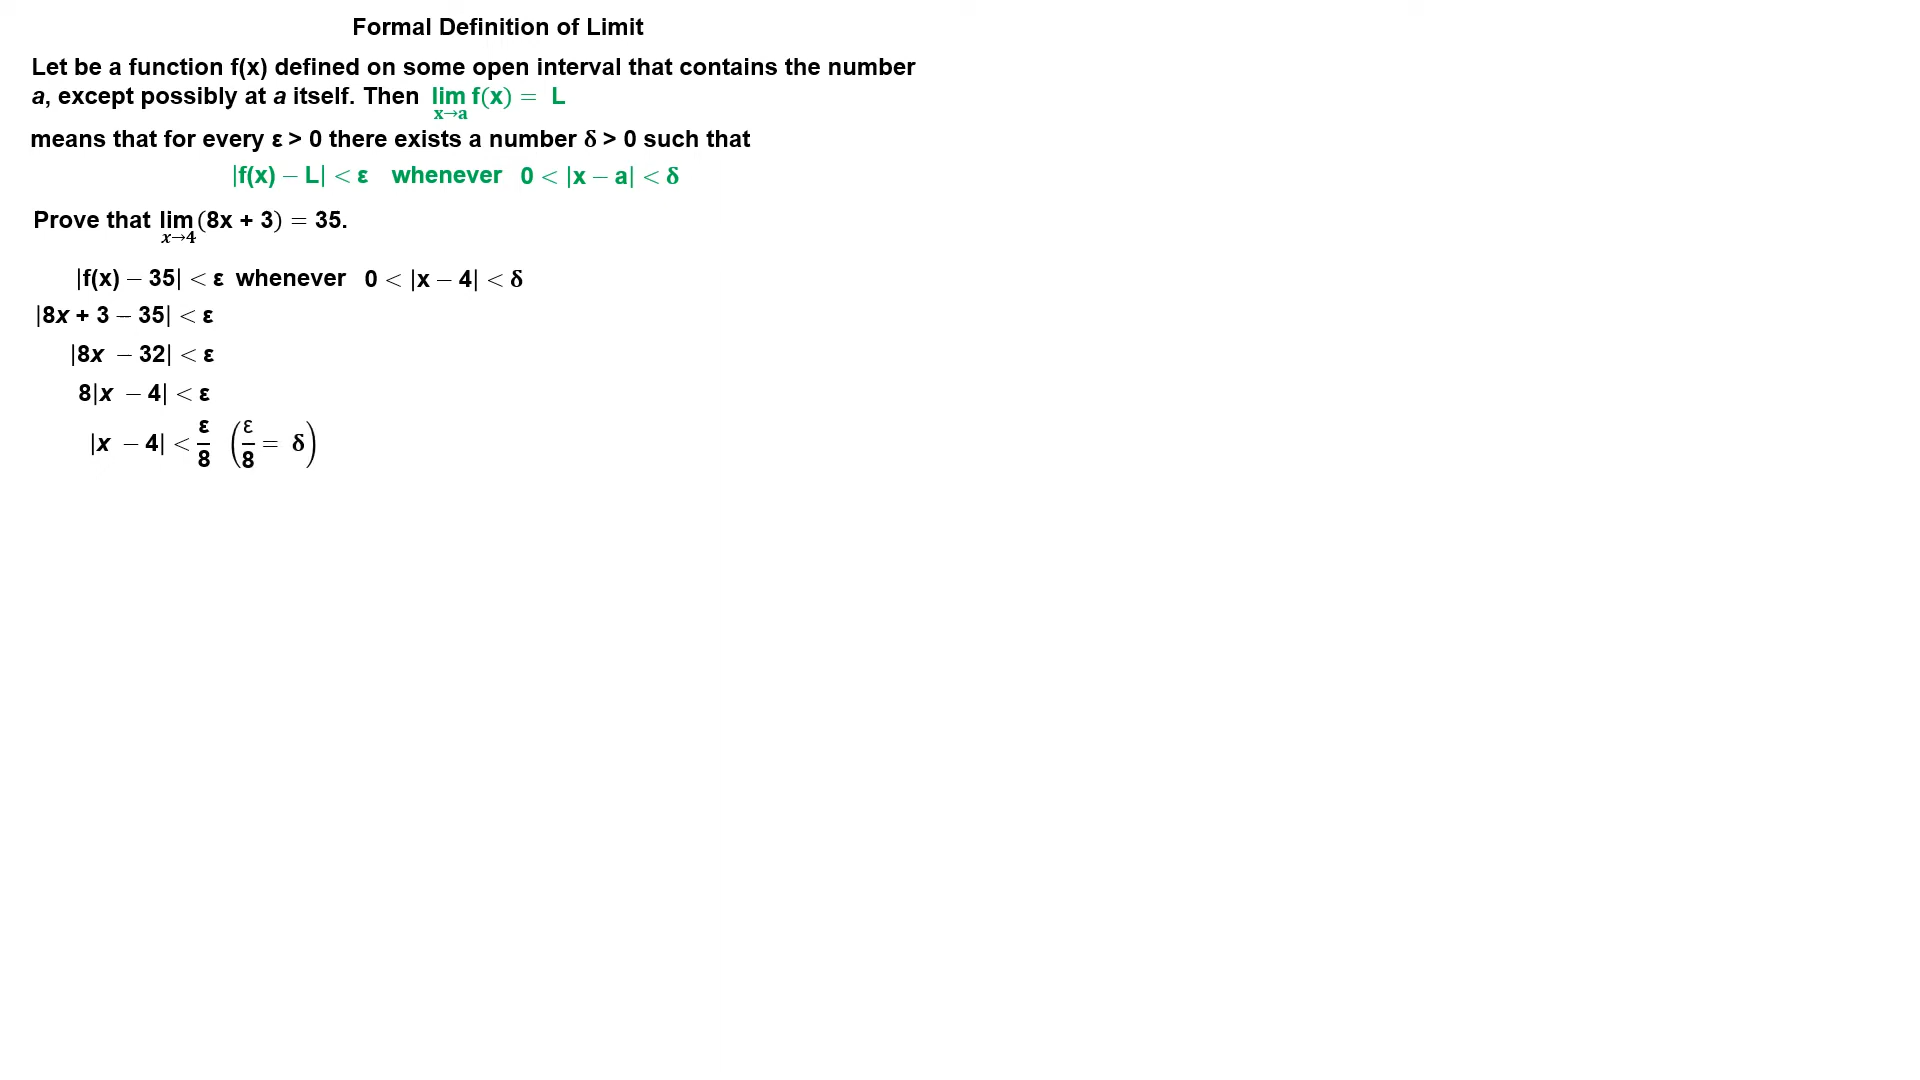 Formal Definition of Limit
Let be a function f(x) defined on some open interval that contains the number
a, except possibly at a itself. Then lim x→a f(x) = L
means that for every ε > 0 there exists a number δ > 0 such that
|f(x) − L| < ε whenever 0 < |x − a| < δ
Prove that lim x→4 (8x + 3) = 35.
|f(x) − 35| < ε whenever 0 < |x − 4| < δ
|8x + 3 − 35| < ε
|8x − 32| < ε
8|x − 4| < ε
|x − 4| < ε/8 (ε/8 = δ)